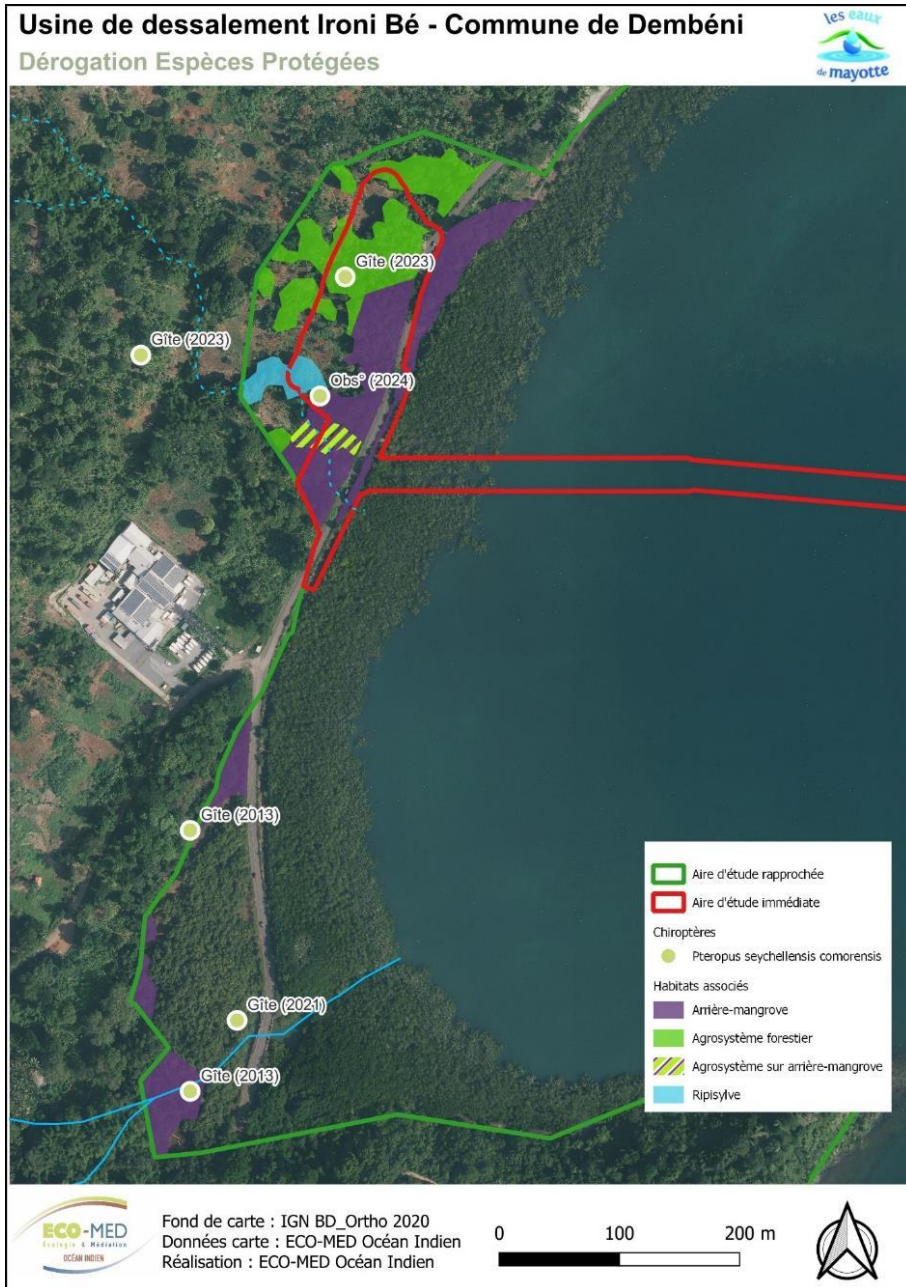 Usine de dessalement Ironi Bé - Commune de Dembéni
Dérogation Espèces Protégées
les eaux
de mayotte
Gîte (2023)
Gîte (2023)
Obs° (2024)
Gîte (2013)
Gîte (2021)
Gîte (2013)
Aire d'étude rapprochée
Aire d'étude immédiate
Chiroptères
Pteropus seychellensis comorensis
Habitats associés
Arrière-mangrove
Agrosystème forestier
Agrosystème sur arrière-mangrove
Ripisylve
ECO-MED
Écologie & Médiation
OCÉAN INDIEN
Fond de carte : IGN BD_Ortho 2020
Données carte : ECO-MED Océan Indien
Réalisation : ECO-MED Océan Indien
0 100 200 m